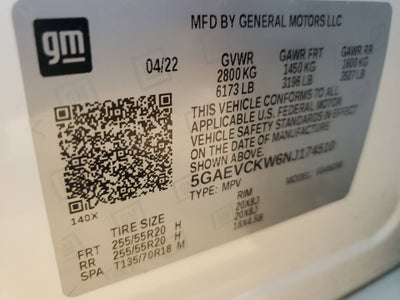 gm
MFD BY GENERAL MOTORS LLC
04/22
GVWR GAWR FRT GAWR RR
2800 KG 1450 KG 1600 KG
6173 LB 3196 LB 3527 LB
THIS VEHICLE CONFORMS TO ALL
APPLICABLE U.S. FEDERAL MOTOR
VEHICLE SAFETY STANDARDS IN EFFECT
ON THE DATE OF MANUFACTURE
SHOWN ABOVE.
5GAEVCKW6NJ174510
TYPE: MPV MODEL:
140X
TIRE SIZE RIM
FRT 255/55R20 H 20X8J
RR 255/55R20 H 20X8J
SPA T135/70R18 M 18X4.5B